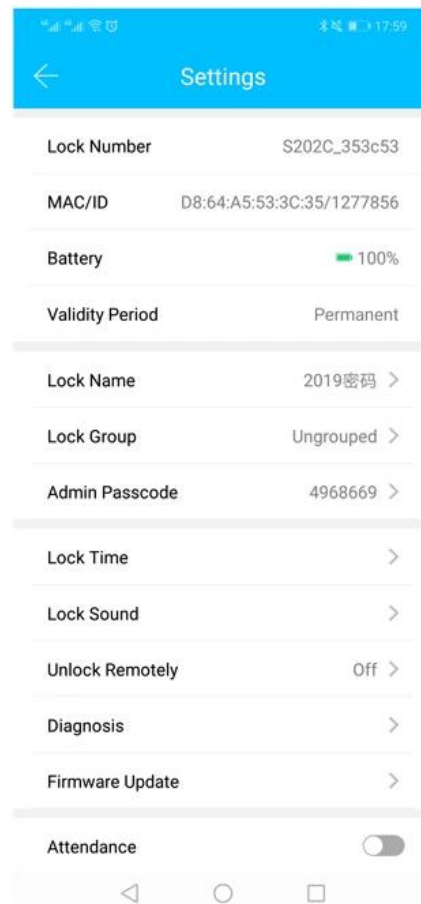 17:59
Settings
Lock Number S202C_353c53
MAC/ID D8:64:A5:53:3C:35/1277856
Battery 100%
Validity Period Permanent
Lock Name 2019密码 >
Lock Group Ungrouped >
Admin Passcode 4968669 >
Lock Time >
Lock Sound >
Unlock Remotely Off >
Diagnosis >
Firmware Update >
Attendance